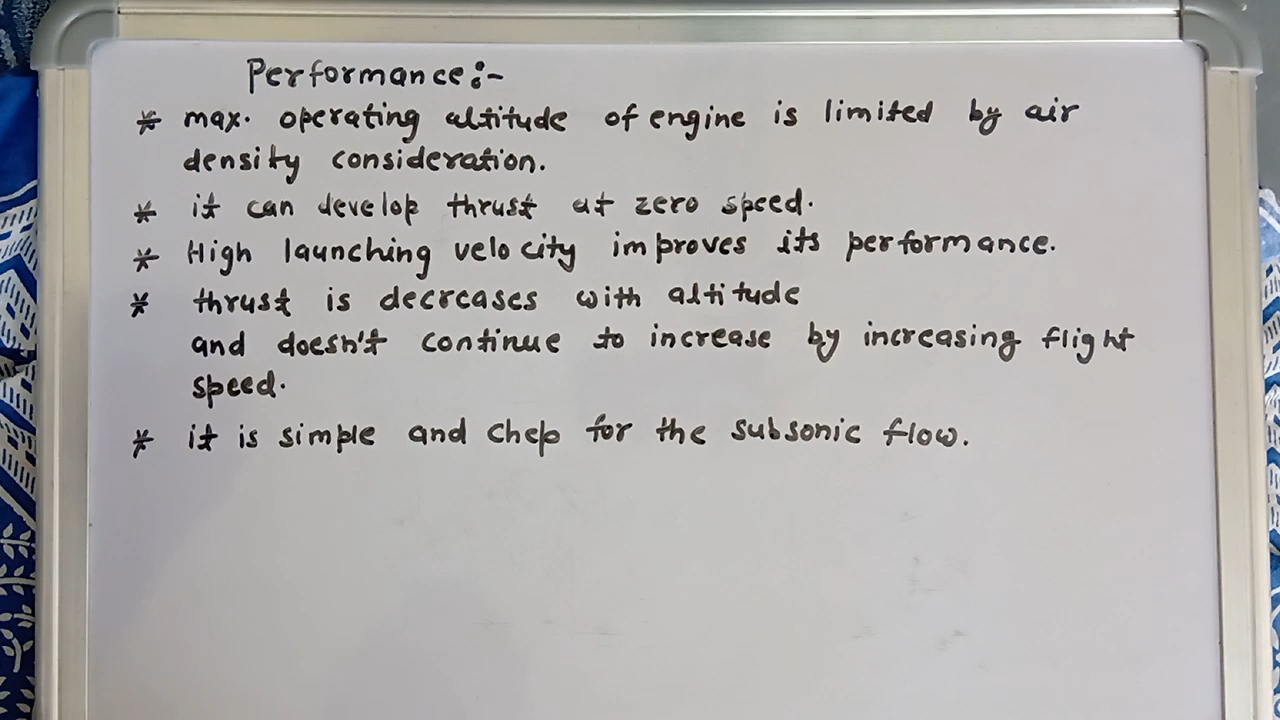 Performance:-
* max. operating altitude of engine is limited by air
density consideration.
* it can develop thrust at zero speed.
* High launching velocity improves its performance.
* thrust is decreases with altitude
and doesn't continue to increase by increasing flight
speed.
* it is simple and chep for the subsonic flow.